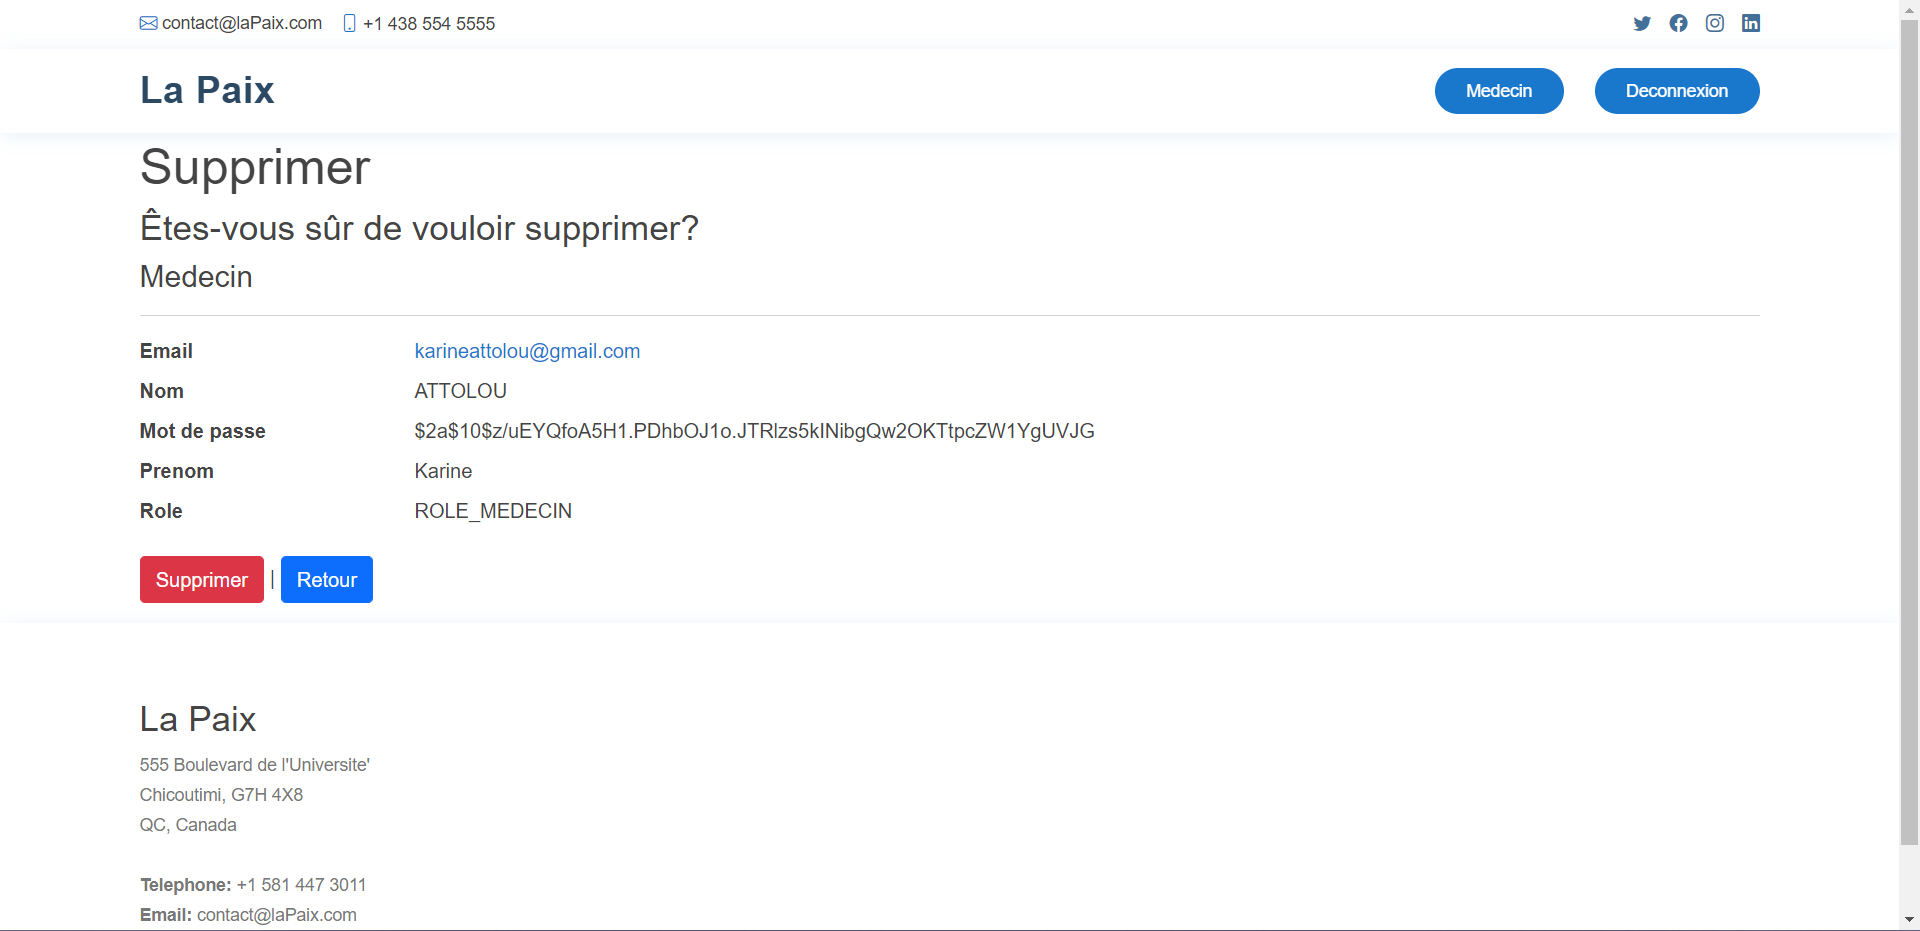 contact@laPaix.com +1 438 554 5555
La Paix Medecin Deconnexion
Supprimer
Êtes-vous sûr de vouloir supprimer?
Medecin
Email karineattolou@gmail.com
Nom ATTOLOU
Mot de passe $2a$10$z/uEYQfoA5H1.PDhbOJ1o.JTRlzs5kINibgQw2OKTtpcZW1YgUVJG
Prenom Karine
Role ROLE_MEDECIN
Supprimer | Retour
La Paix
555 Boulevard de l'Universite'
Chicoutimi, G7H 4X8
QC, Canada
Telephone: +1 581 447 3011
Email: contact@laPaix.com